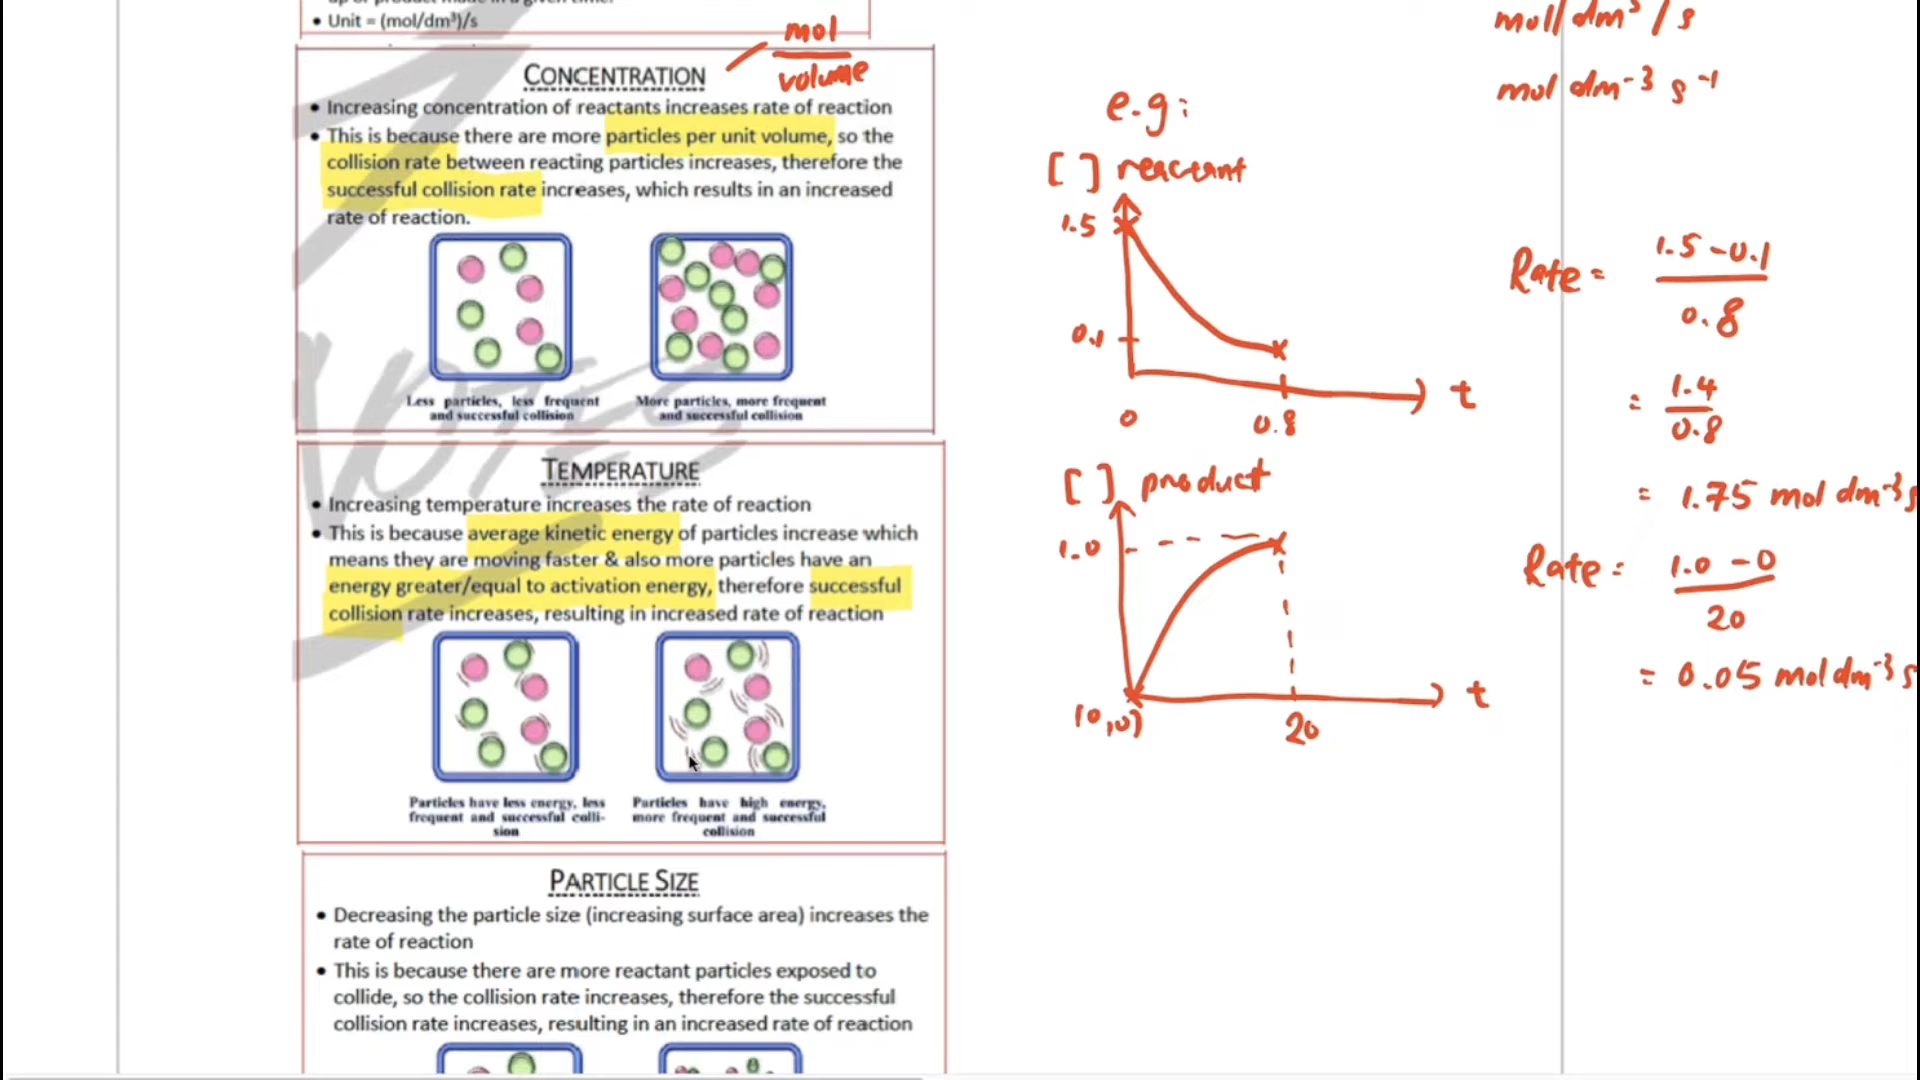 • Unit = (mol/dm³)/s
mol
volume
CONCENTRATION
• Increasing concentration of reactants increases rate of reaction
• This is because there are more particles per unit volume, so the
collision rate between reacting particles increases, therefore the
successful collision rate increases, which results in an increased
rate of reaction.
Less particles, less frequent
and successful collision
More particles, more frequent
and successful collision
TEMPERATURE
• Increasing temperature increases the rate of reaction
• This is because average kinetic energy of particles increase which
means they are moving faster & also more particles have an
energy greater/equal to activation energy, therefore successful
collision rate increases, resulting in increased rate of reaction
Particles have less energy, less
frequent and successful colli-
sion
Particles have high energy,
more frequent and successful
collision
PARTICLE SIZE
• Decreasing the particle size (increasing surface area) increases the
rate of reaction
• This is because there are more reactant particles exposed to
collide, so the collision rate increases, therefore the successful
collision rate increases, resulting in an increased rate of reaction
NOTES
e.g:
[ ] reactant
1.5
0.1
0
0.8
t
[ ] product
1.0
(0,0)
20
t
mol/dm³/s
mol dm⁻³ s⁻¹
Rate = 1.5 - 0.1
0.8
= 1.4
0.8
= 1.75 mol dm⁻³ s
Rate = 1.0 - 0
20
= 0.05 mol dm⁻³ s